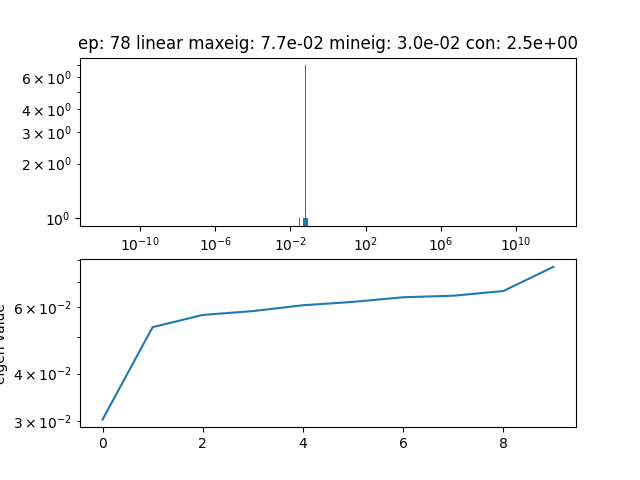 ep: 78 linear maxeig: 7.7e-02 mineig: 3.0e-02 con: 2.5e+00
6 × 10⁰
4 × 10⁰
3 × 10⁰
2 × 10⁰
10⁰
10⁻¹⁰ 10⁻⁶ 10⁻² 10² 10⁶ 10¹⁰
eigen value
6 × 10⁻²
4 × 10⁻²
3 × 10⁻²
0 2 4 6 8